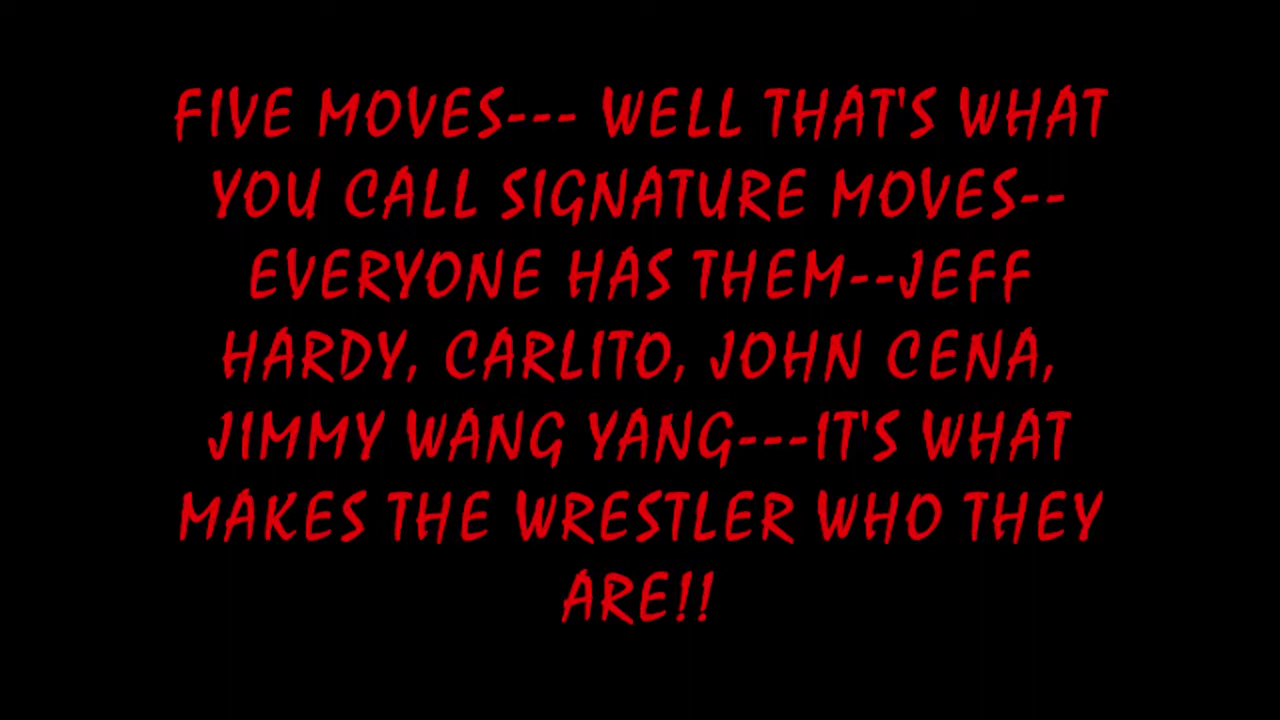 FIVE MOVES--- WELL THAT'S WHAT
YOU CALL SIGNATURE MOVES--
EVERYONE HAS THEM--JEFF
HARDY, CARLITO, JOHN CENA,
JIMMY WANG YANG---IT'S WHAT
MAKES THE WRESTLER WHO THEY
ARE!!